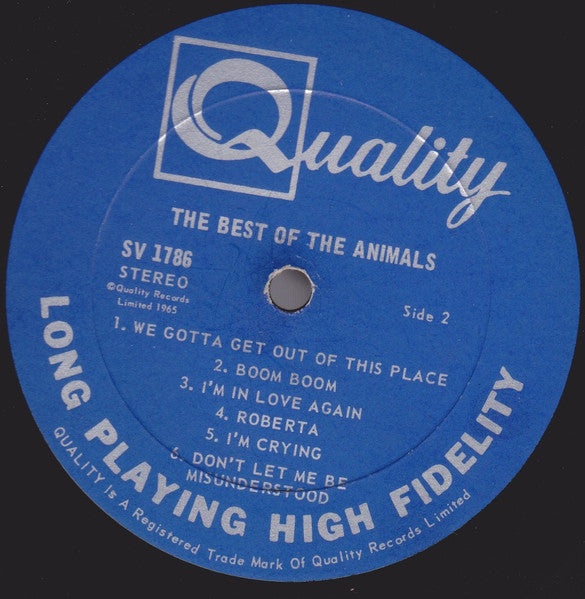 Quality
THE BEST OF THE ANIMALS
SV 1786
STEREO
©Quality Records
Limited 1965
Side 2
1. WE GOTTA GET OUT OF THIS PLACE
2. BOOM BOOM
3. I'M IN LOVE AGAIN
4. ROBERTA
5. I'M CRYING
6. DON'T LET ME BE
MISUNDERSTOOD
LONG PLAYING HIGH FIDELITY
QUALITY Is A Registered Trade Mark Of Quality Records Limited